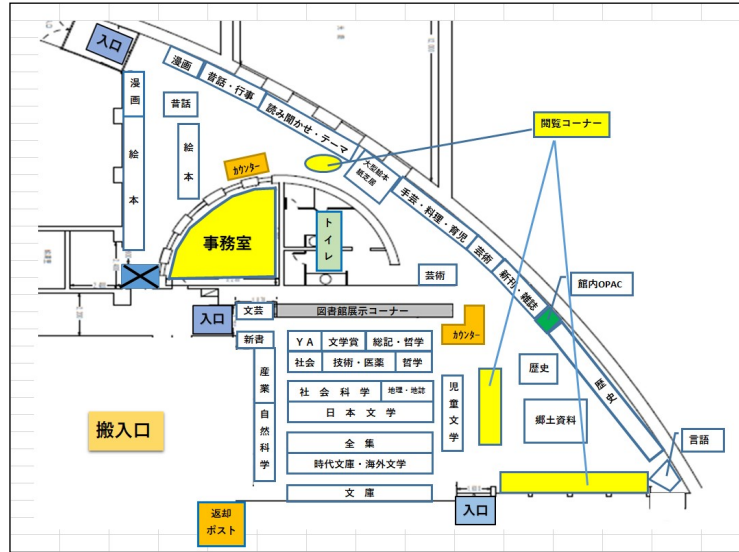 入口
漫画
昔話・行事
読み聞かせ・テーマ
漫画
昔話
絵本
絵本
カウンター
大型絵本
紙芝居
閲覧コーナー
手芸・料理・育児
芸術
新刊・雑誌
館内OPAC
事務室
トイレ
芸術
入口
文芸
図書館展示コーナー
カウンター
新書
ＹＡ
文学賞
総記・哲学
社会
技術・医薬
哲学
産業
自然科学
社会科学
地理・地誌
日本文学
児童文学
歴史
歴史
郷土資料
言語
全集
時代文庫・海外文学
文庫
搬入口
返却
ポスト
入口